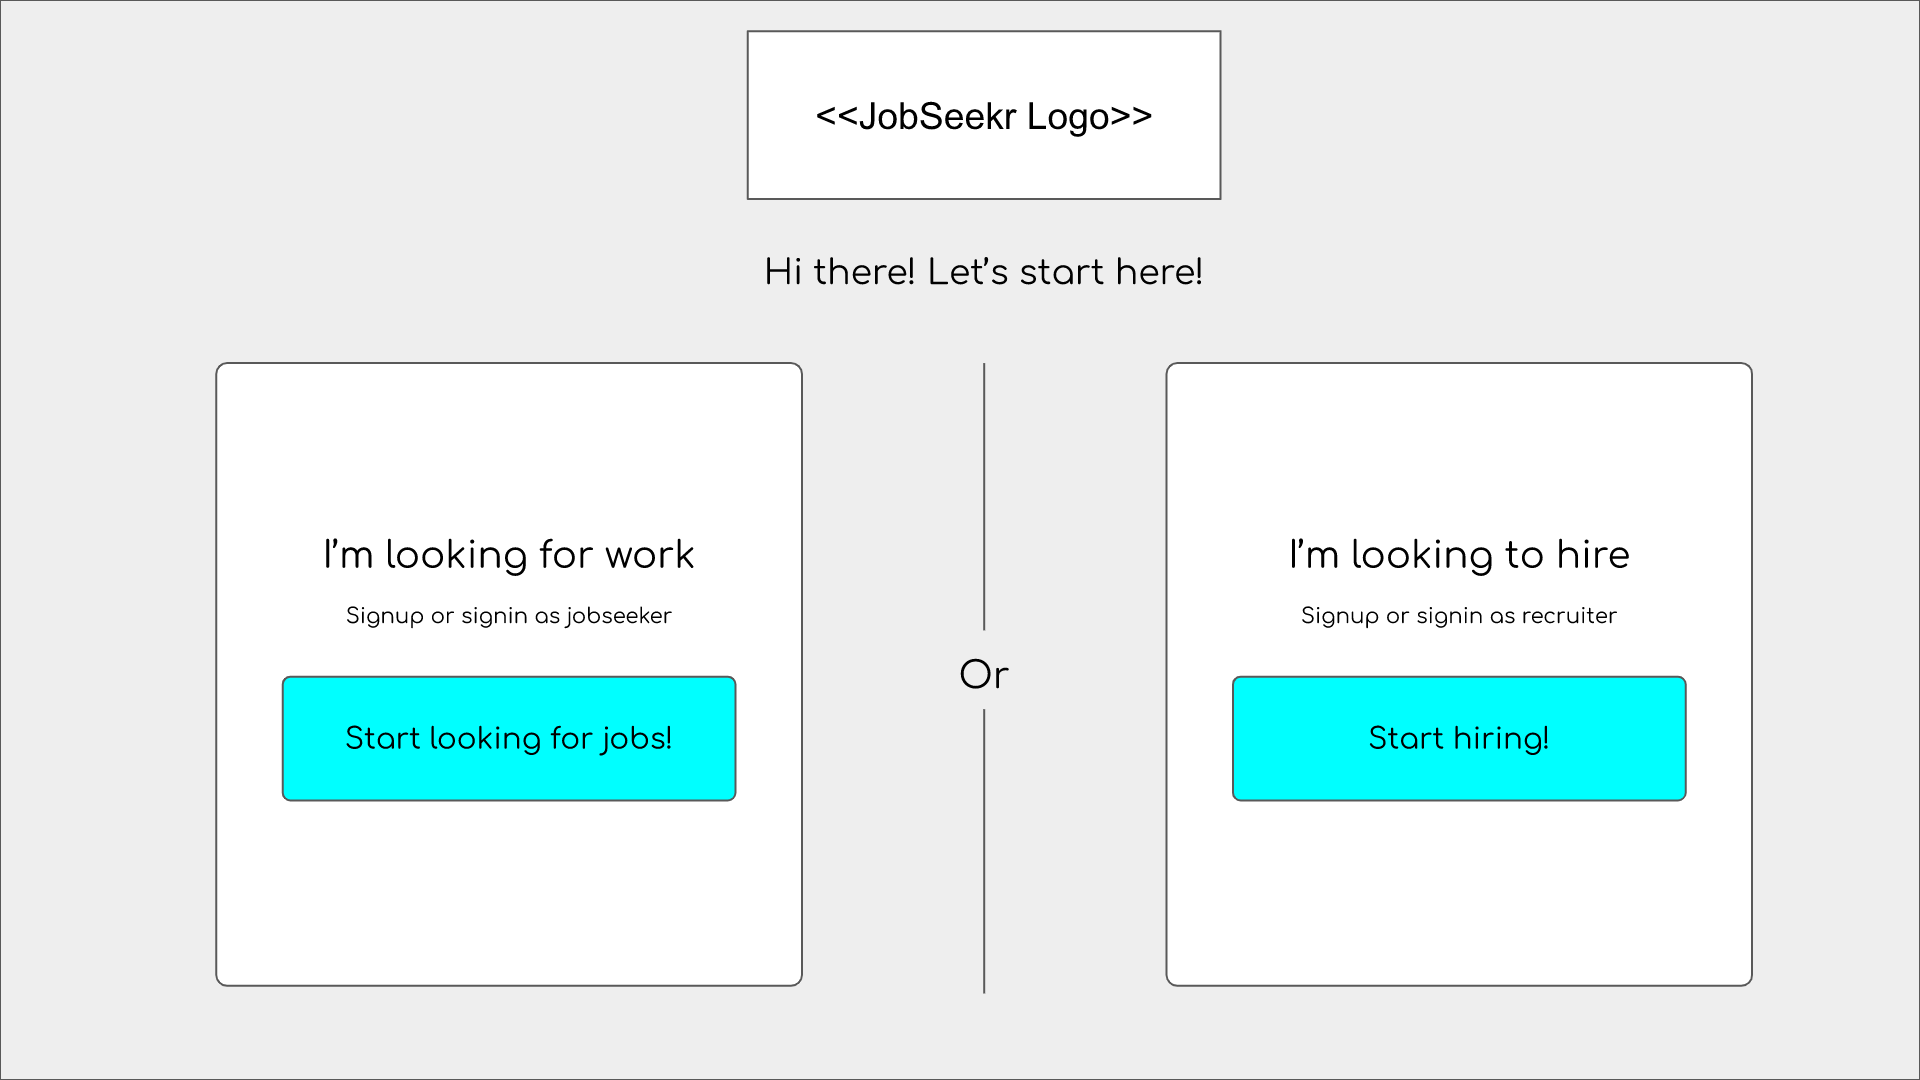 <<JobSeekr Logo>>
Hi there! Let’s start here!
I’m looking for work
Signup or signin as jobseeker
Start looking for jobs!
Or
I’m looking to hire
Signup or signin as recruiter
Start hiring!